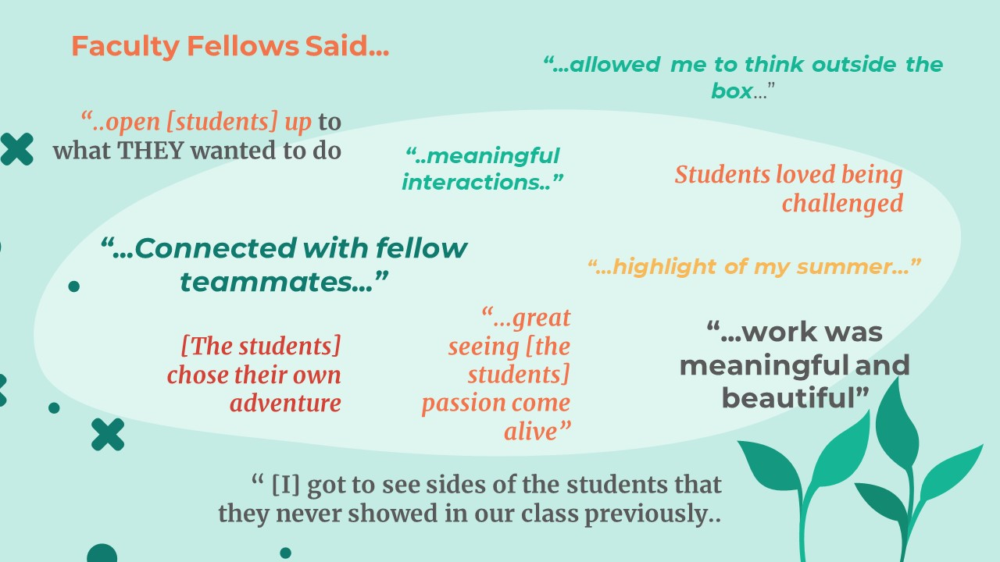 Faculty Fellows Said...
“...allowed me to think outside the
box...”
“..open [students] up to
what THEY wanted to do
“..meaningful
interactions..”
Students loved being
challenged
“...Connected with fellow
teammates...”
“...highlight of my summer...”
[The students]
chose their own
adventure
“...great
seeing [the
students]
passion come
alive”
“...work was
meaningful and
beautiful”
“ [I] got to see sides of the students that
they never showed in our class previously..